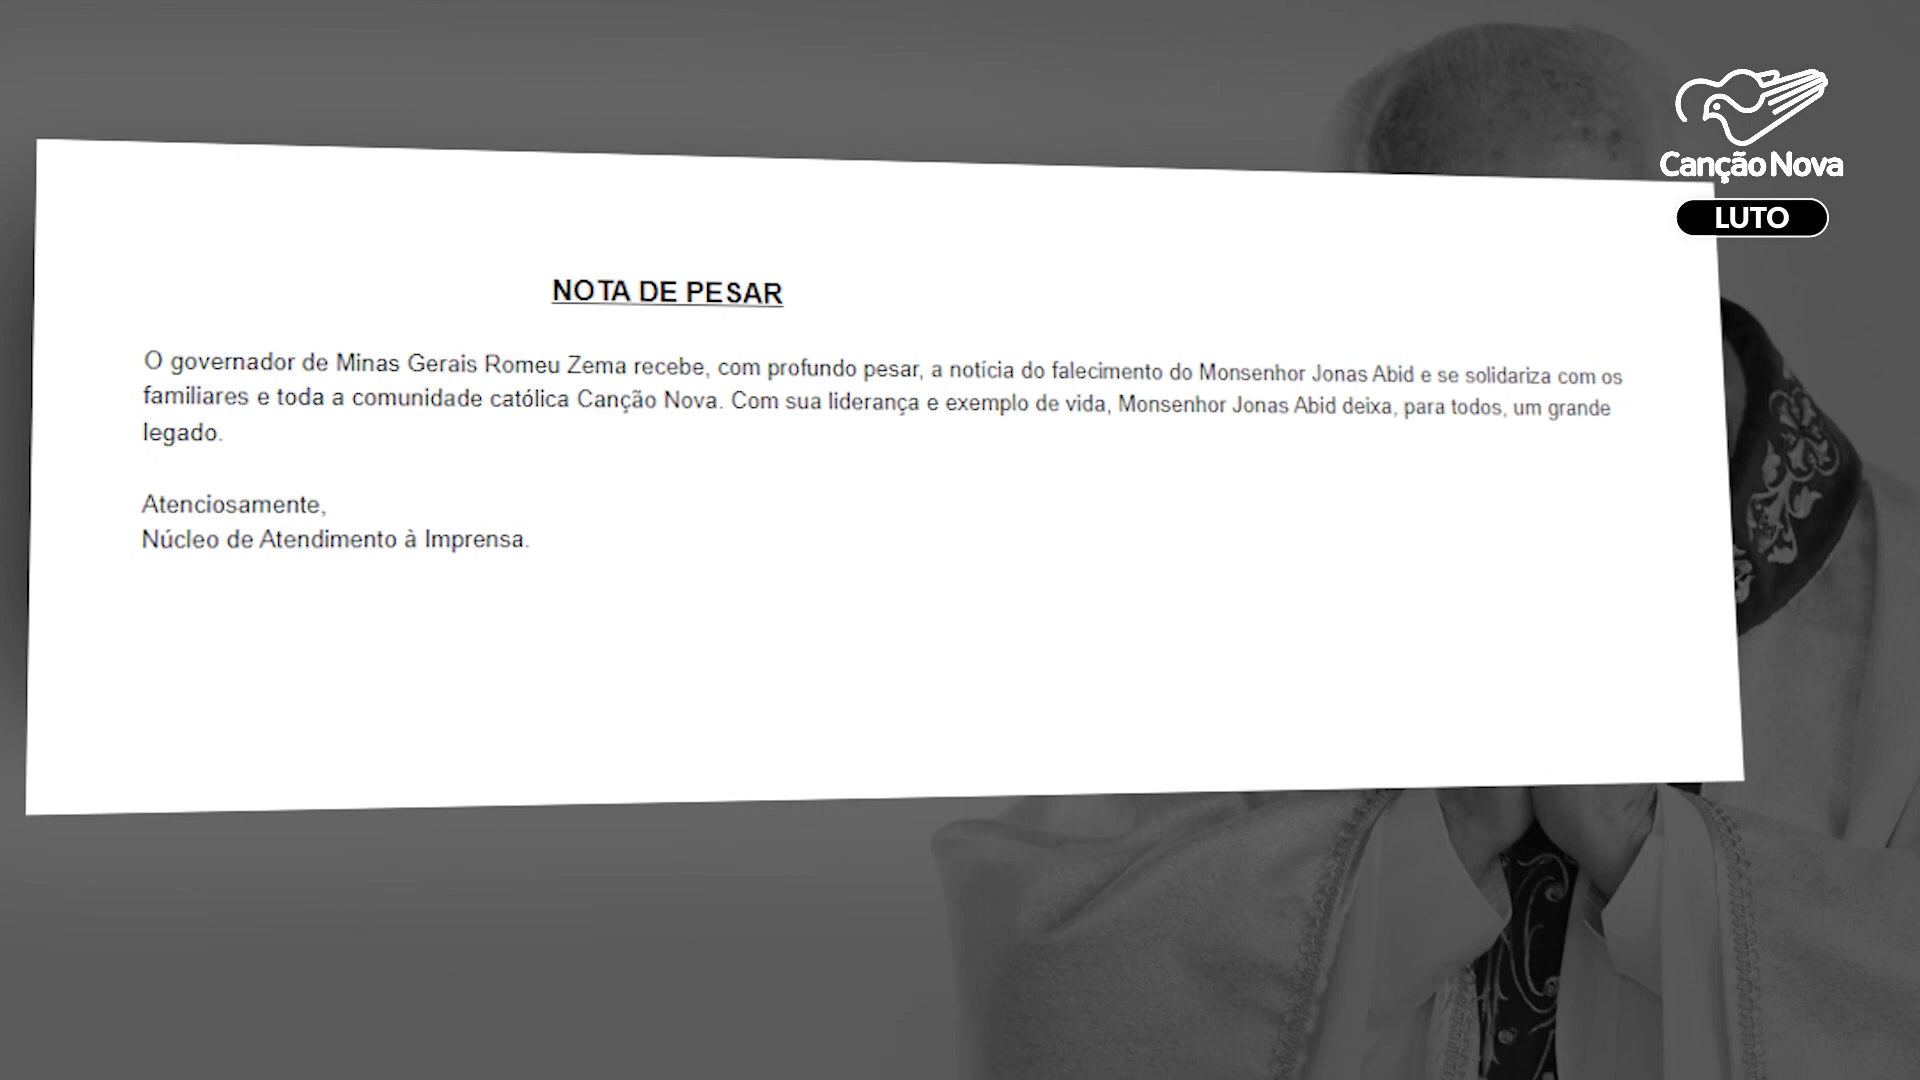 Canção Nova
LUTO
NOTA DE PESAR
O governador de Minas Gerais Romeu Zema recebe, com profundo pesar, a notícia do falecimento do Monsenhor Jonas Abid e se solidariza com os
familiares e toda a comunidade católica Canção Nova. Com sua liderança e exemplo de vida, Monsenhor Jonas Abid deixa, para todos, um grande
legado.
Atenciosamente,
Núcleo de Atendimento à Imprensa.